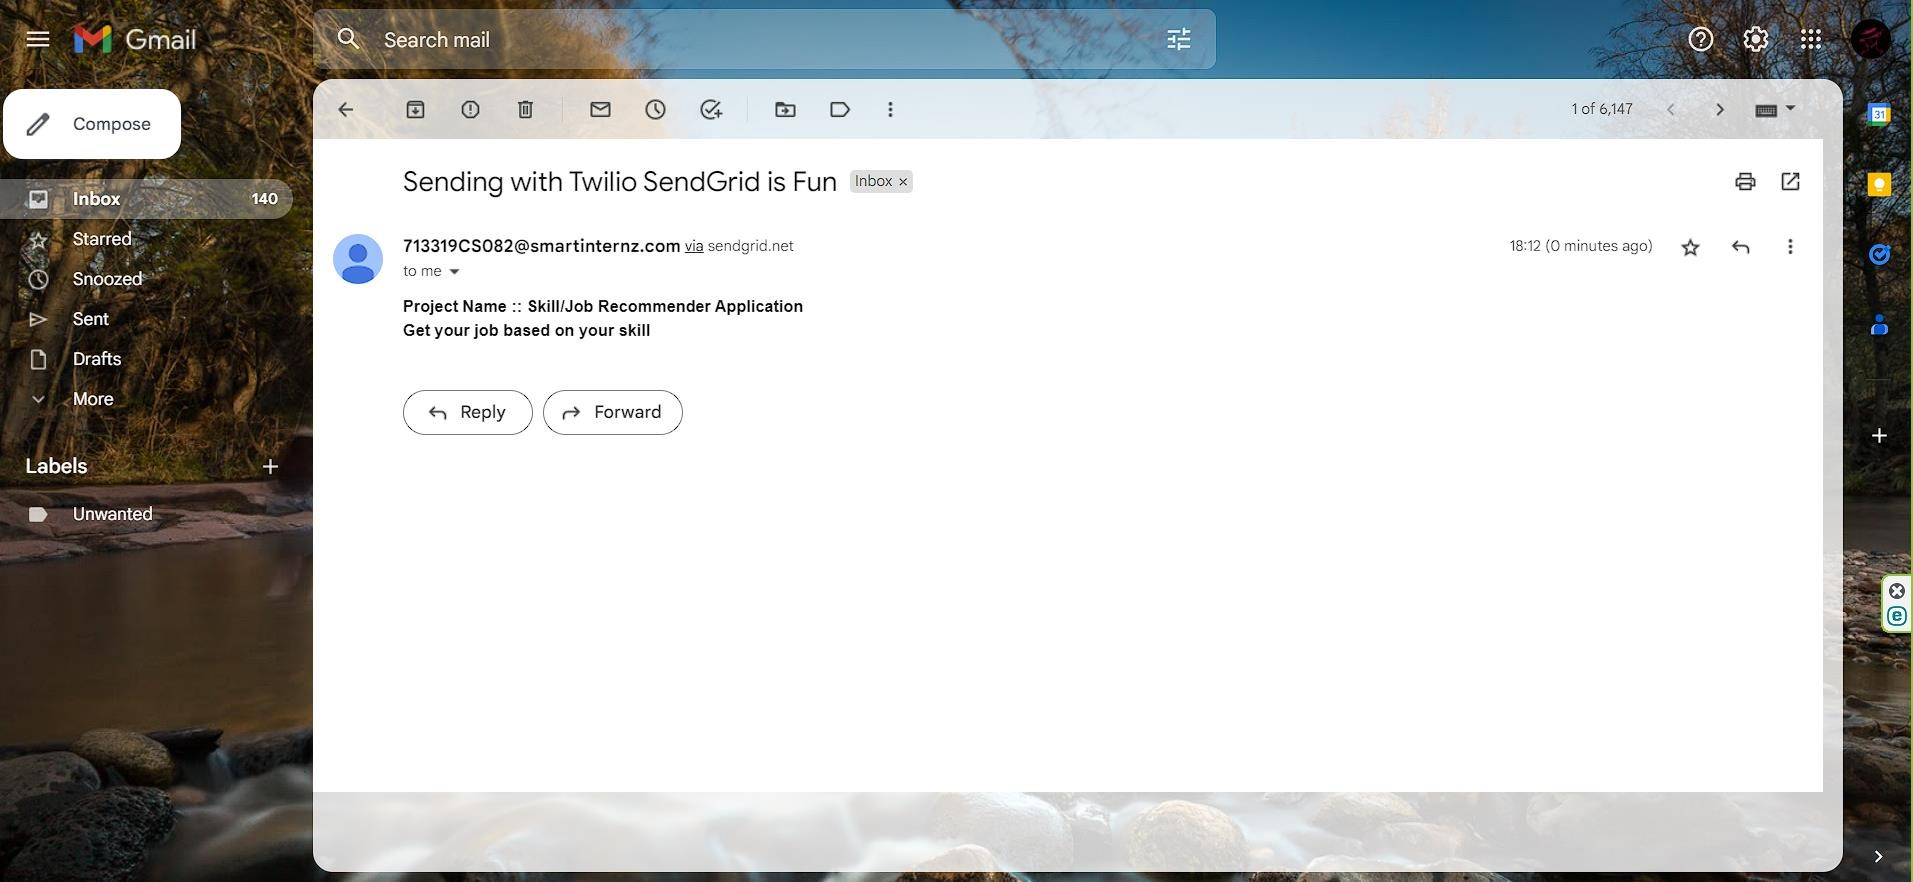 Gmail
Search mail
Compose
1 of 6,147
31
Inbox 140
Starred
Snoozed
Sent
Drafts
More
Labels
Unwanted
Sending with Twilio SendGrid is Fun Inbox ×
713319CS082@smartinternz.com via sendgrid.net 18:12 (0 minutes ago)
to me
Project Name :: Skill/Job Recommender Application
Get your job based on your skill
Reply Forward
e